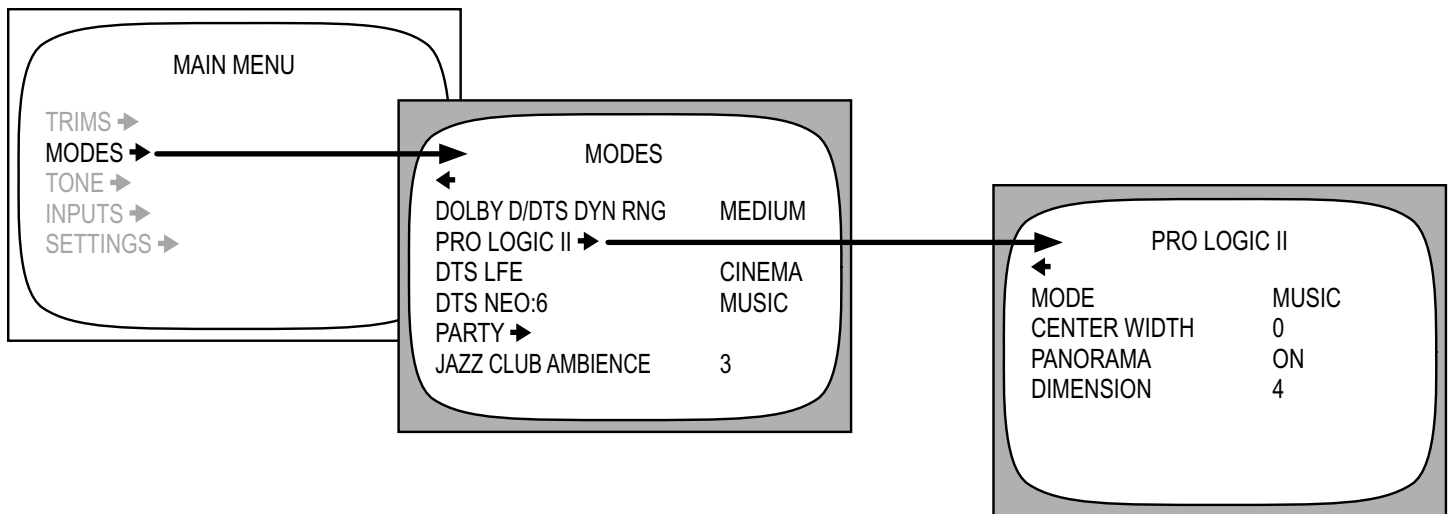 MAIN MENU
TRIMS
MODES
TONE
INPUTS
SETTINGS
MODES
DOLBY D/DTS DYN RNG MEDIUM
PRO LOGIC II
DTS LFE CINEMA
DTS NEO:6 MUSIC
PARTY
JAZZ CLUB AMBIENCE 3
PRO LOGIC II
MODE MUSIC
CENTER WIDTH 0
PANORAMA ON
DIMENSION 4